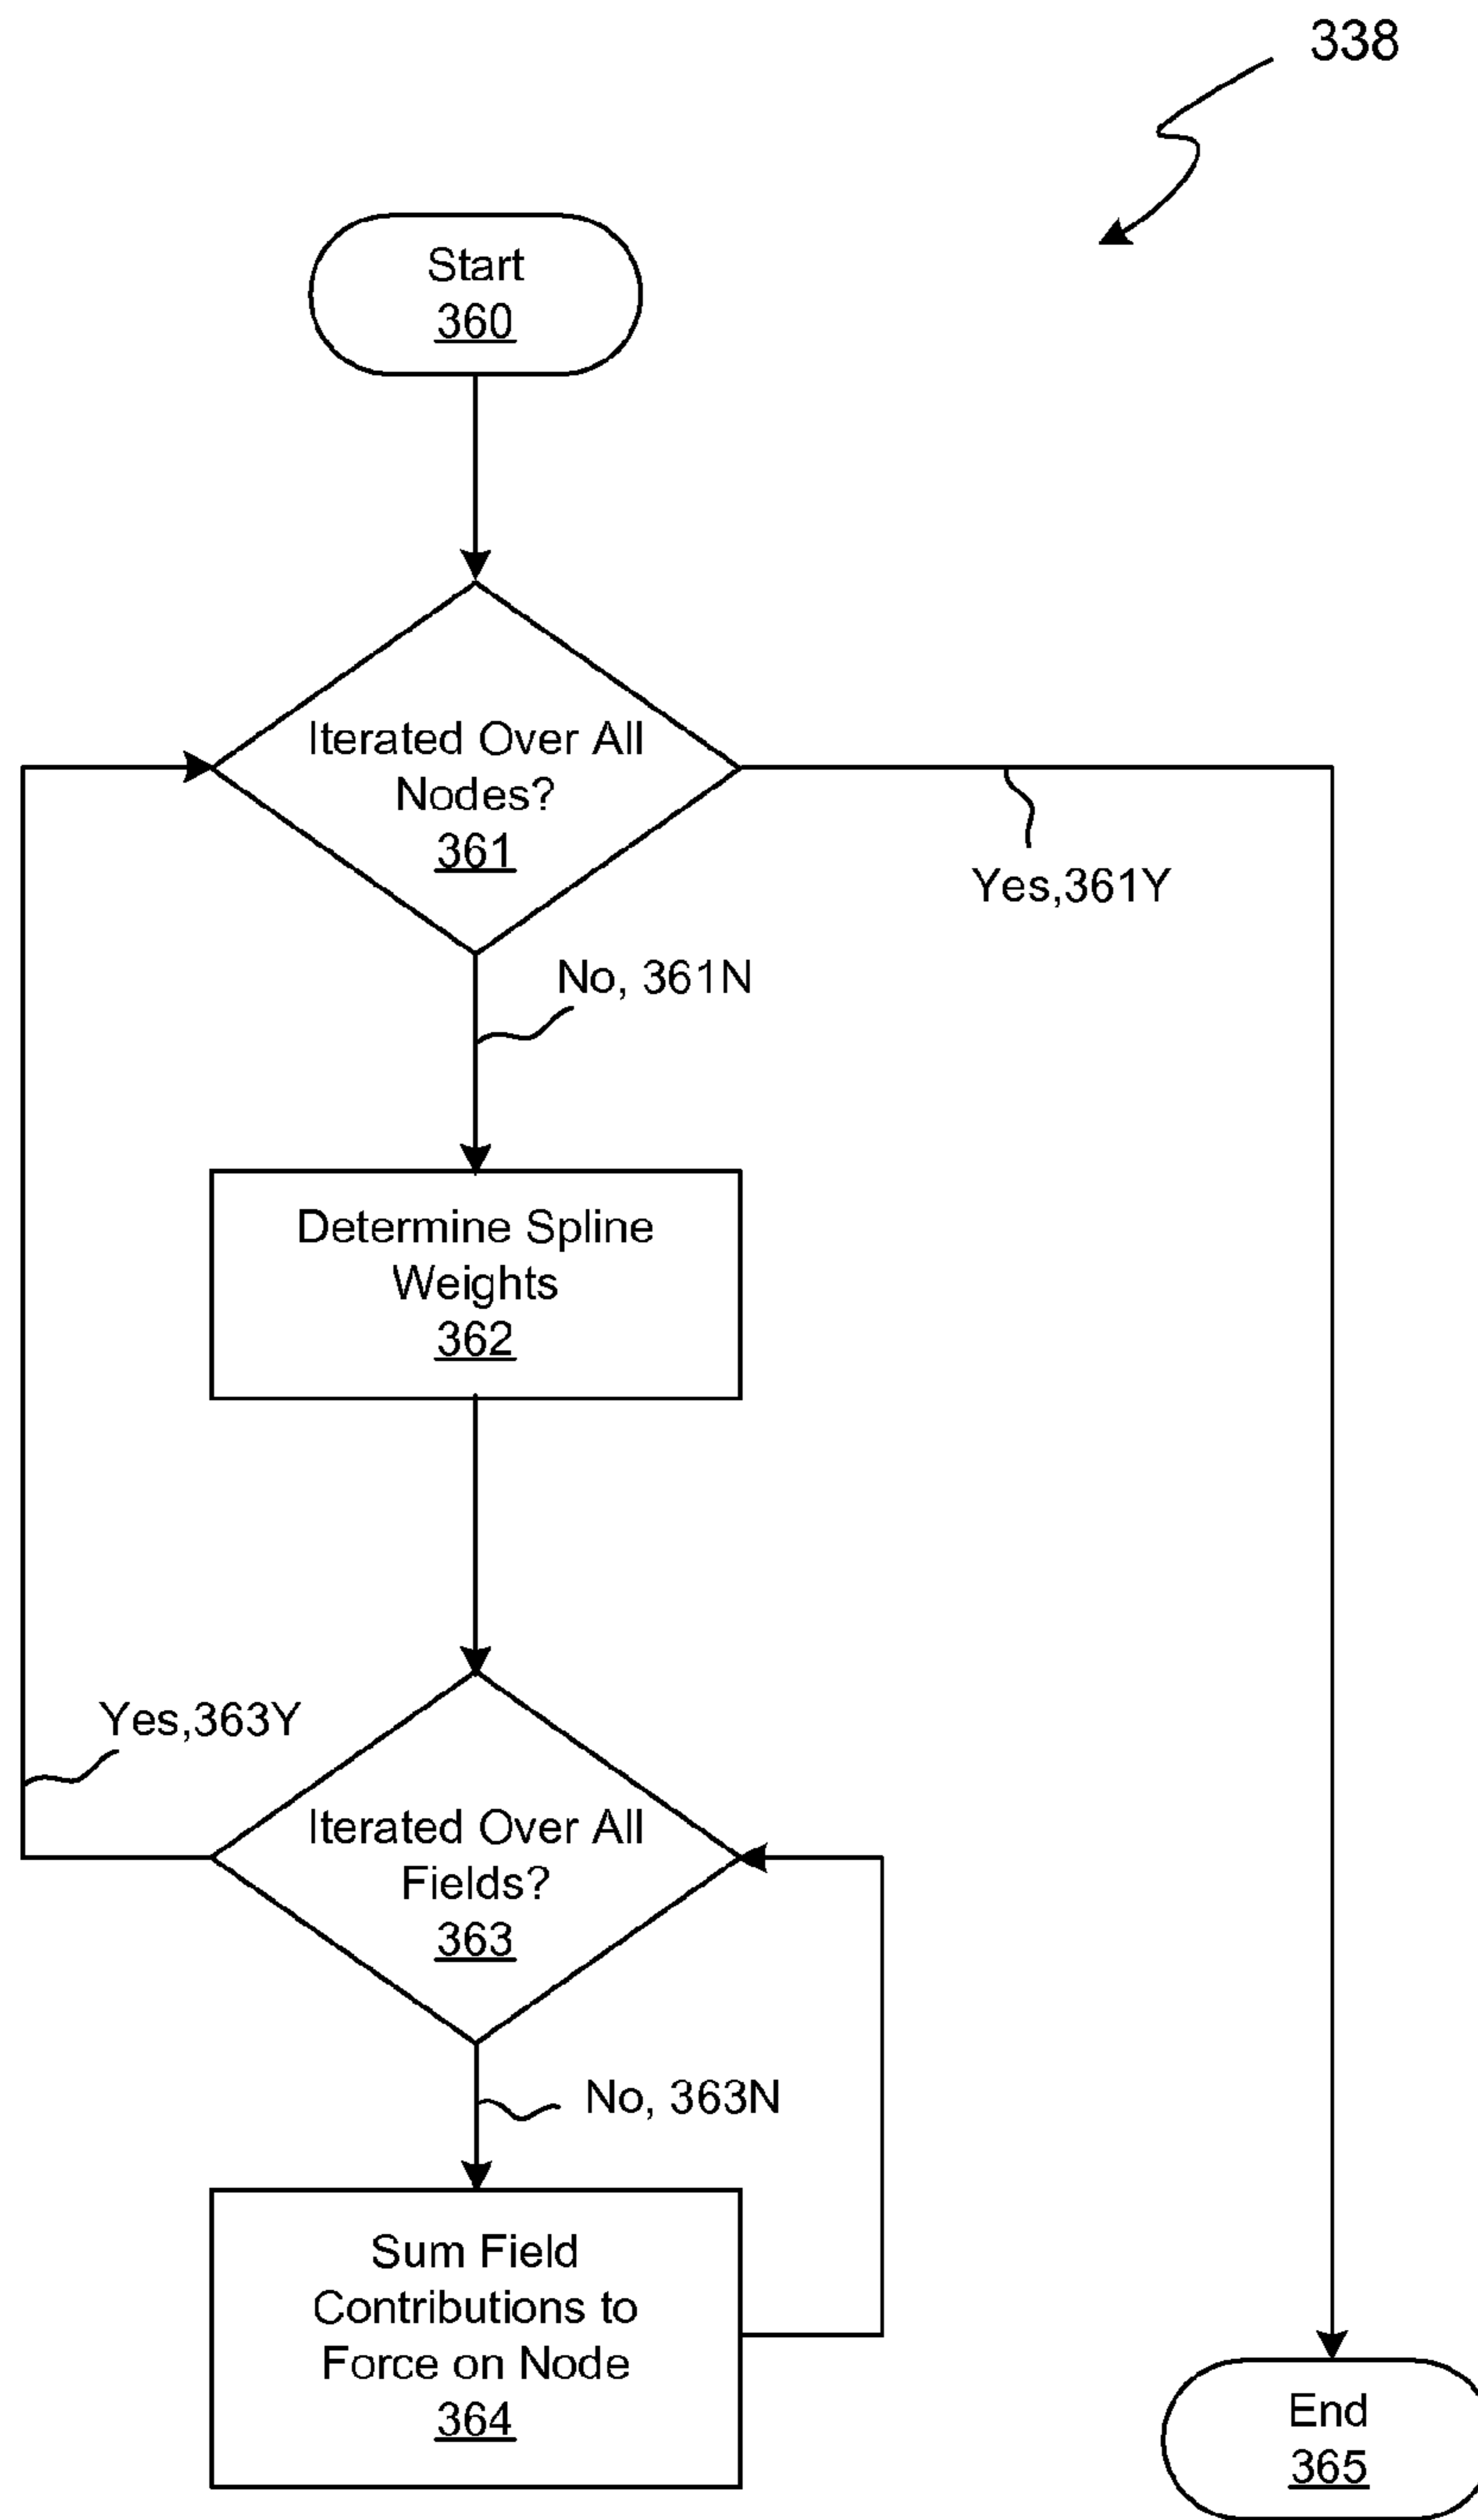 338
Start
360
Iterated Over All
Nodes?
361
Yes,361Y
No, 361N
Determine Spline
Weights
362
Yes,363Y
Iterated Over All
Fields?
363
No, 363N
Sum Field
Contributions to
Force on Node
364
End
365